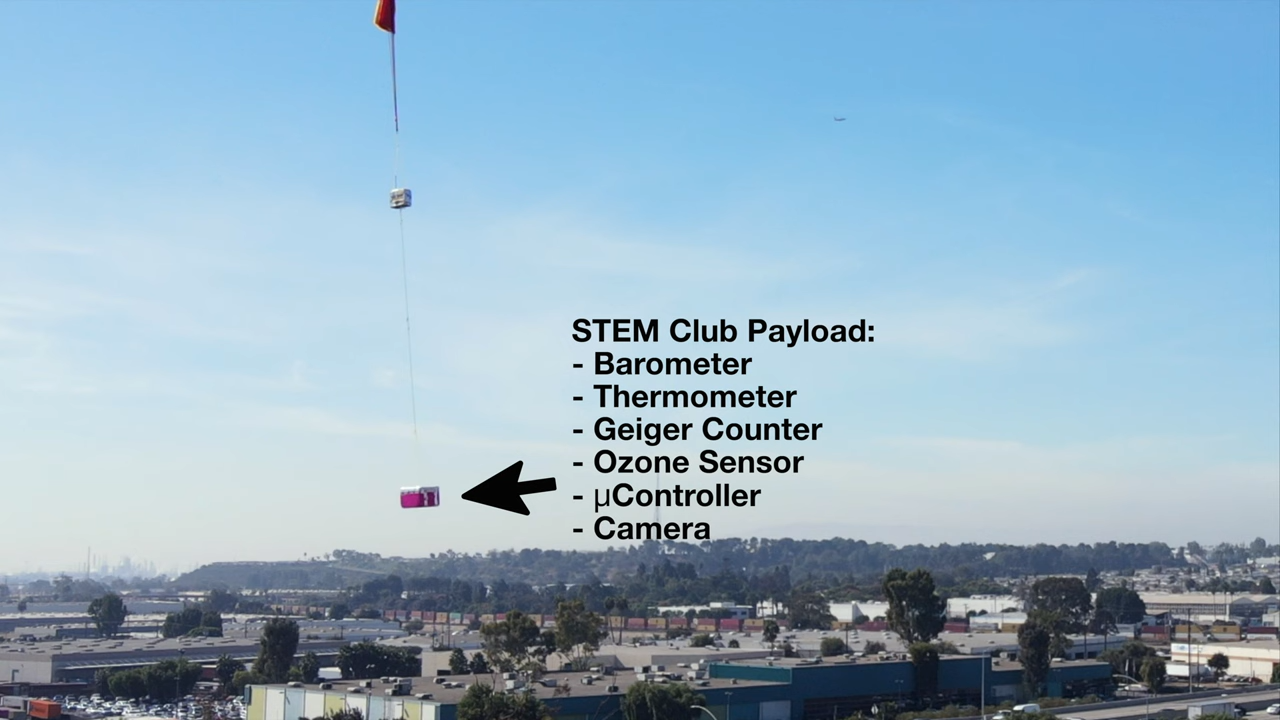 STEM Club Payload:
- Barometer
- Thermometer
- Geiger Counter
- Ozone Sensor
- µController
- Camera